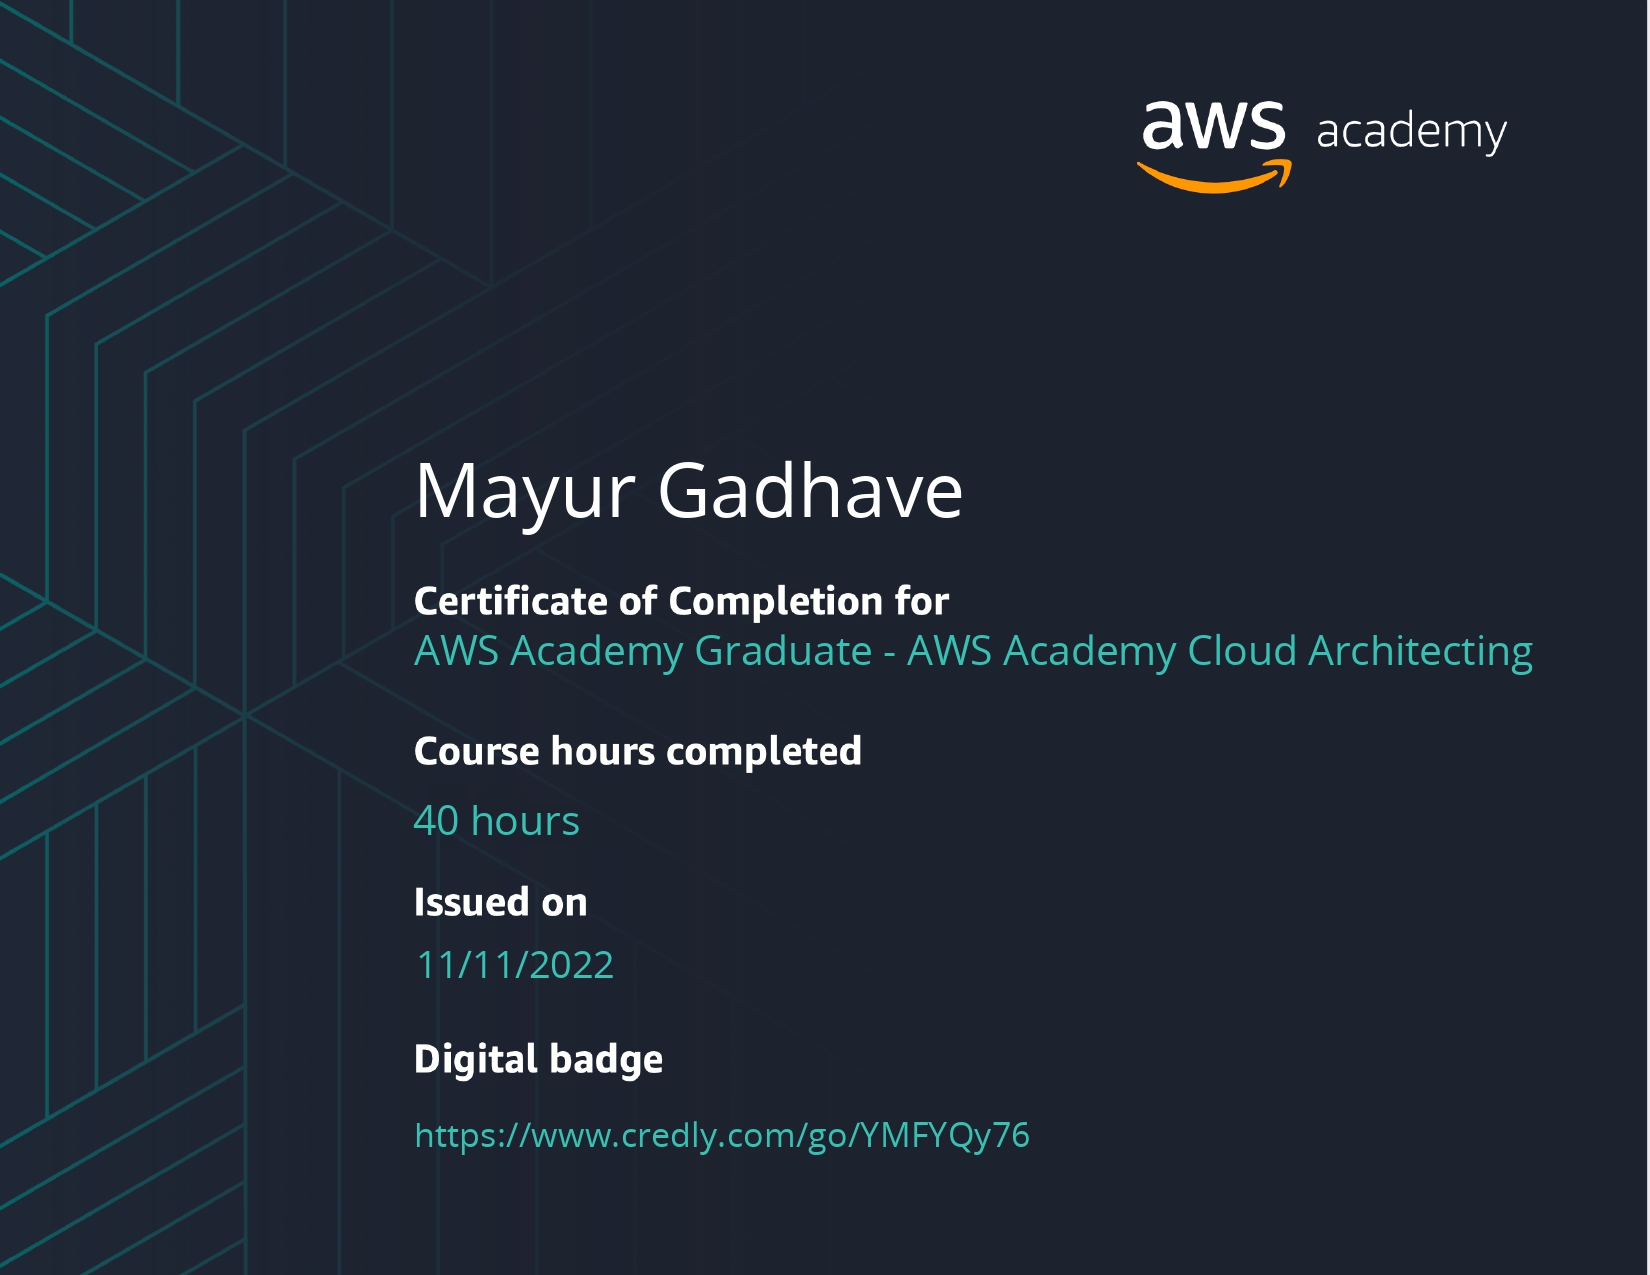 aws academy
Mayur Gadhave
Certificate of Completion for
AWS Academy Graduate - AWS Academy Cloud Architecting
Course hours completed
40 hours
Issued on
11/11/2022
Digital badge
https://www.credly.com/go/YMFYQy76